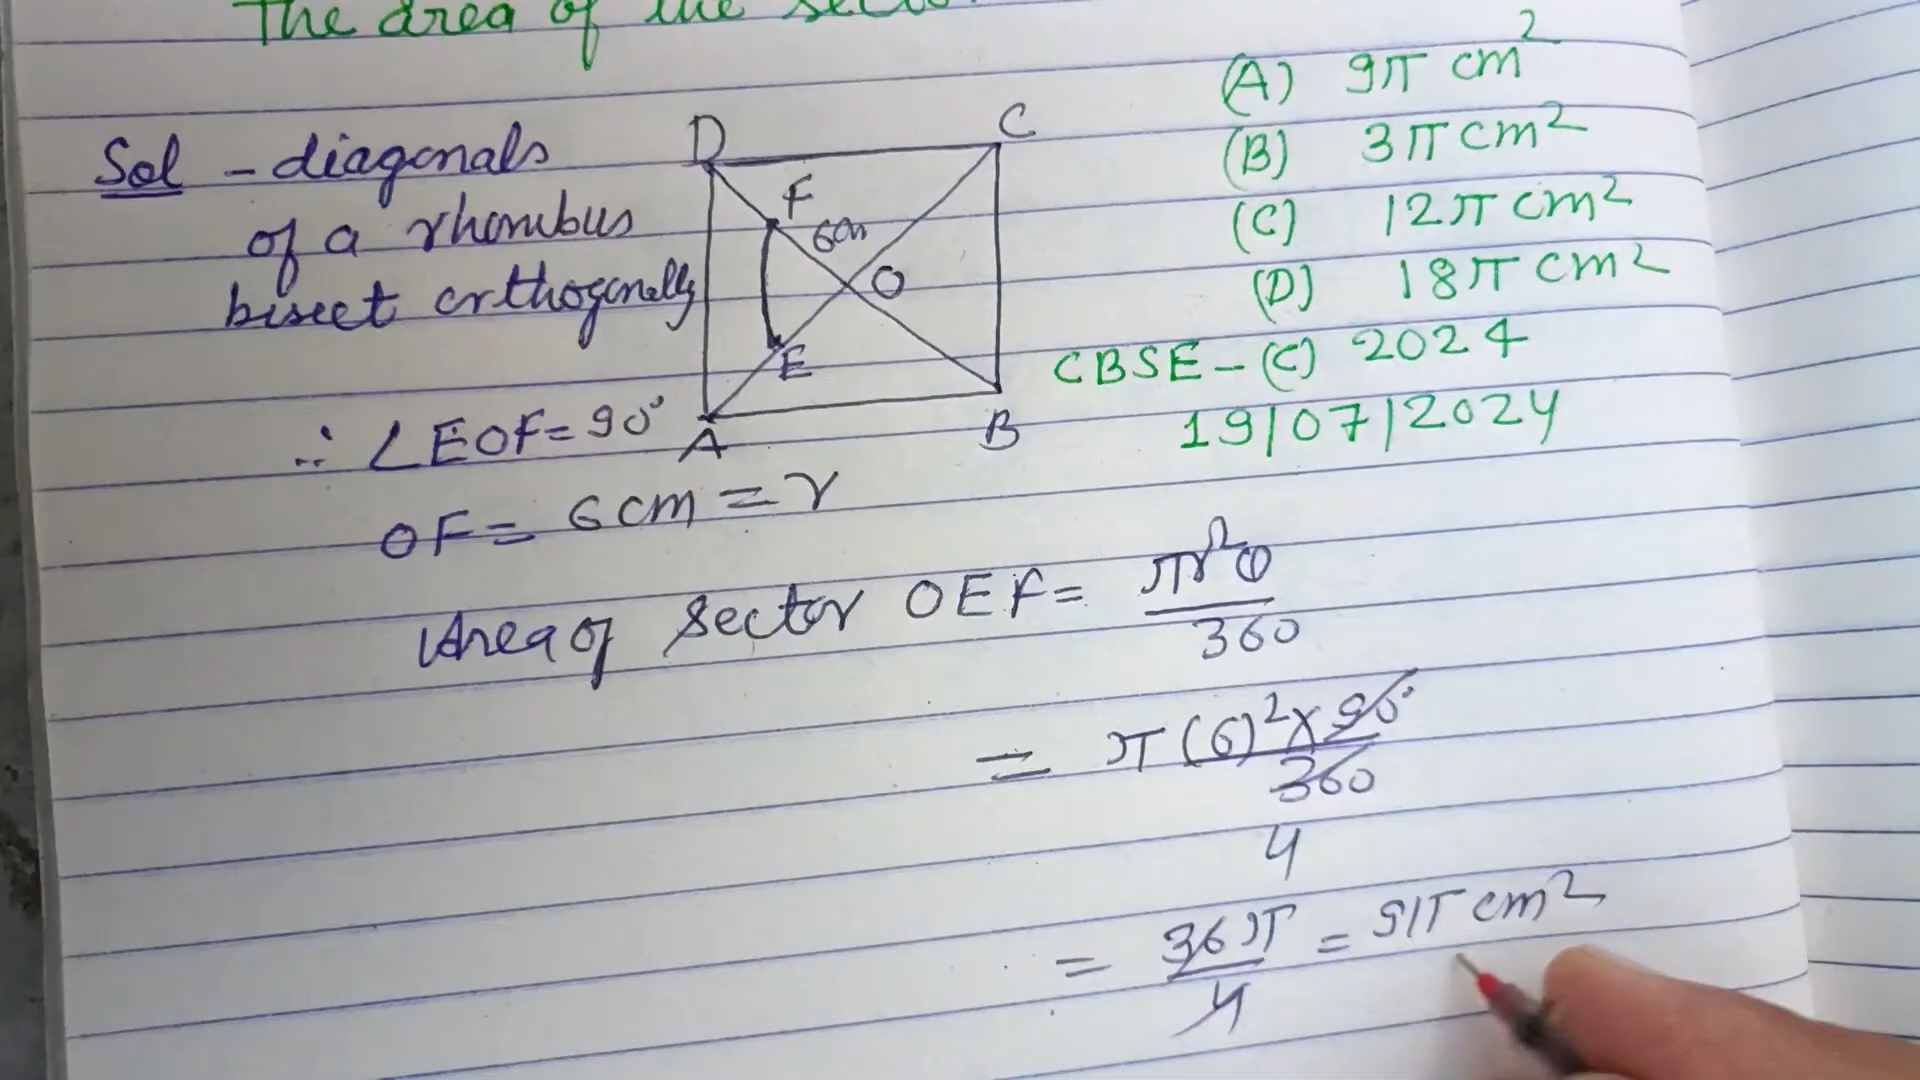 The area of the sector
(A) 9π cm²
(B) 3π cm²
(C) 12π cm²
(D) 18π cm²
CBSE-(C) 2024
19/07/2024
Sol - diagonals
of a rhombus
bisect orthogonally
D
C
F
6cm
O
E
A
B
∴ ∠EOF=90°
OF= 6cm = r
Area of sector OEF= πr²θ
360
= π(6)²x90°
360
4
= 36π = 9π cm²
4